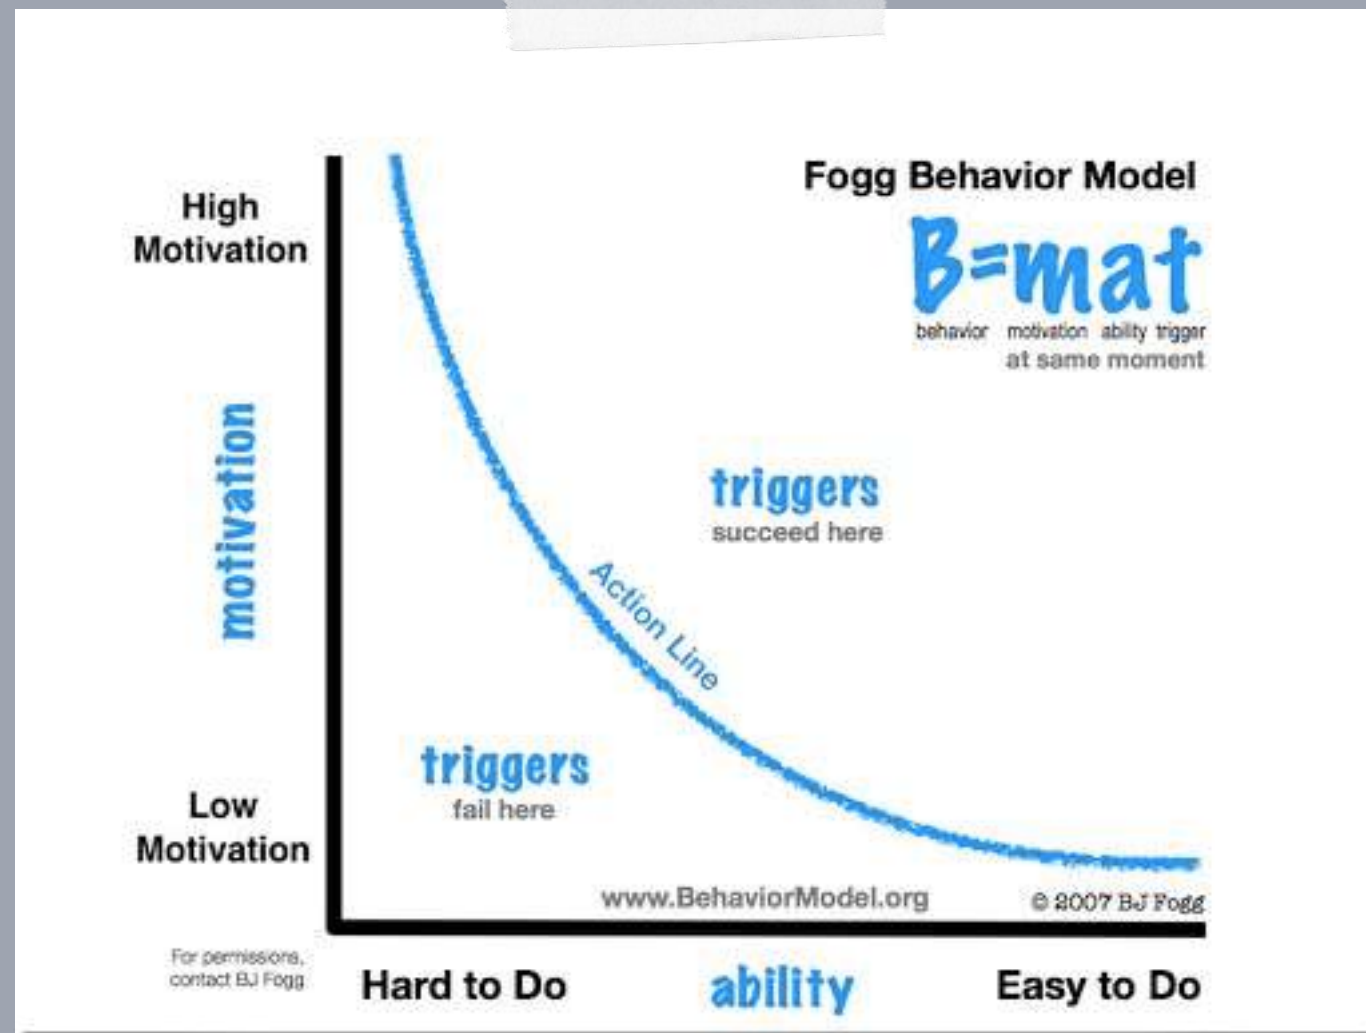 Fogg Behavior Model
B=mat
behavior motivation ability trigger
at same moment
High
Motivation
motivation
triggers
succeed here
Action Line
triggers
fail here
Low
Motivation
www.BehaviorModel.org
© 2007 BJ Fogg
For permissions,
contact BJ Fogg
Hard to Do
ability
Easy to Do